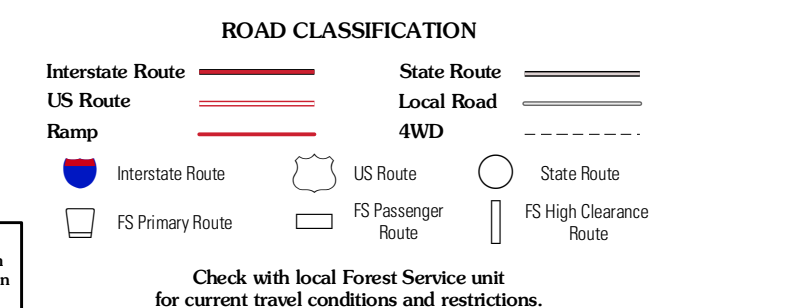 ROAD CLASSIFICATION
Interstate Route
State Route
US Route
Local Road
Ramp
4WD
Interstate Route
US Route
State Route
FS Primary Route
FS Passenger
Route
FS High Clearance
Route
Check with local Forest Service unit
for current travel conditions and restrictions.
n